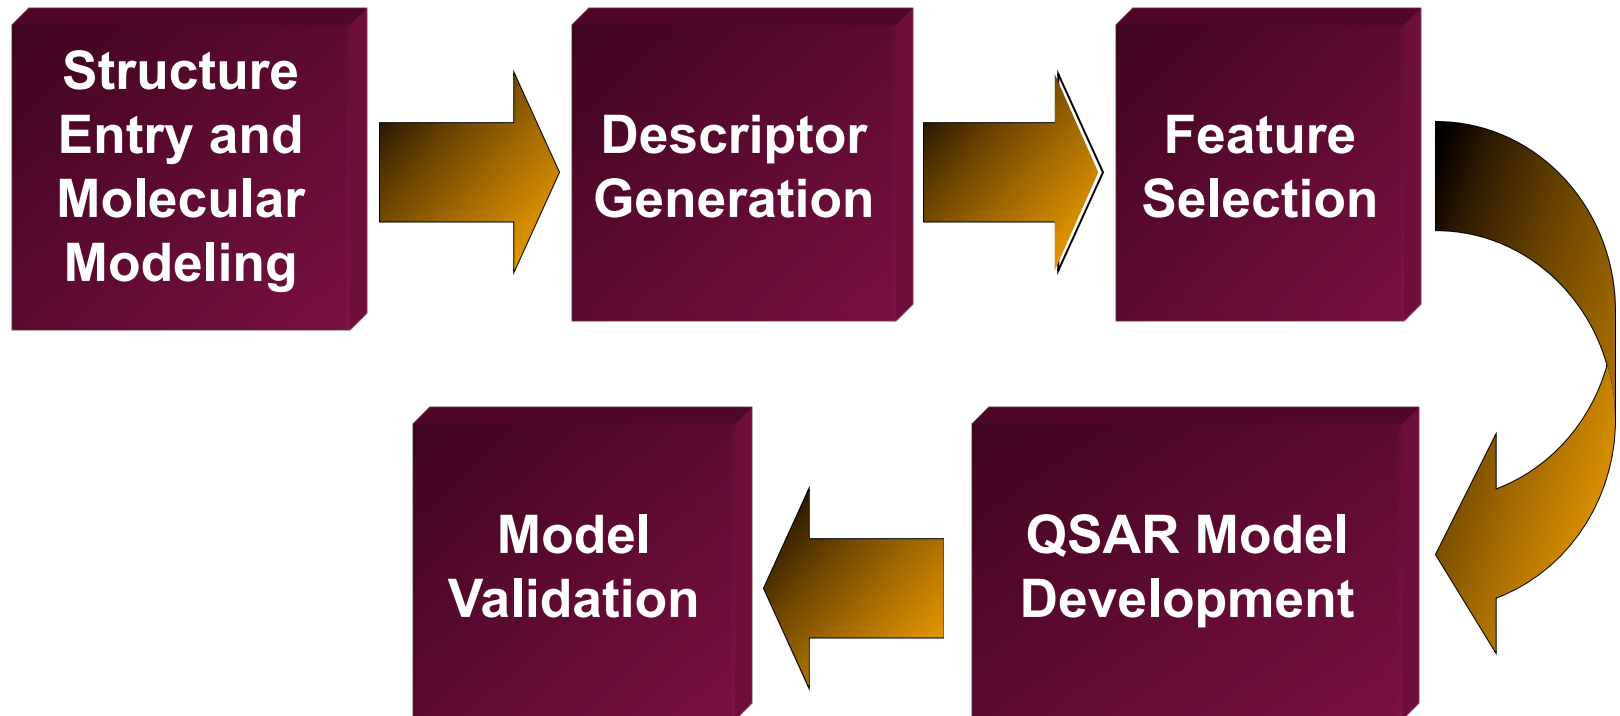 Structure
Entry and
Molecular
Modeling
Descriptor
Generation
Feature
Selection
QSAR Model
Development
Model
Validation